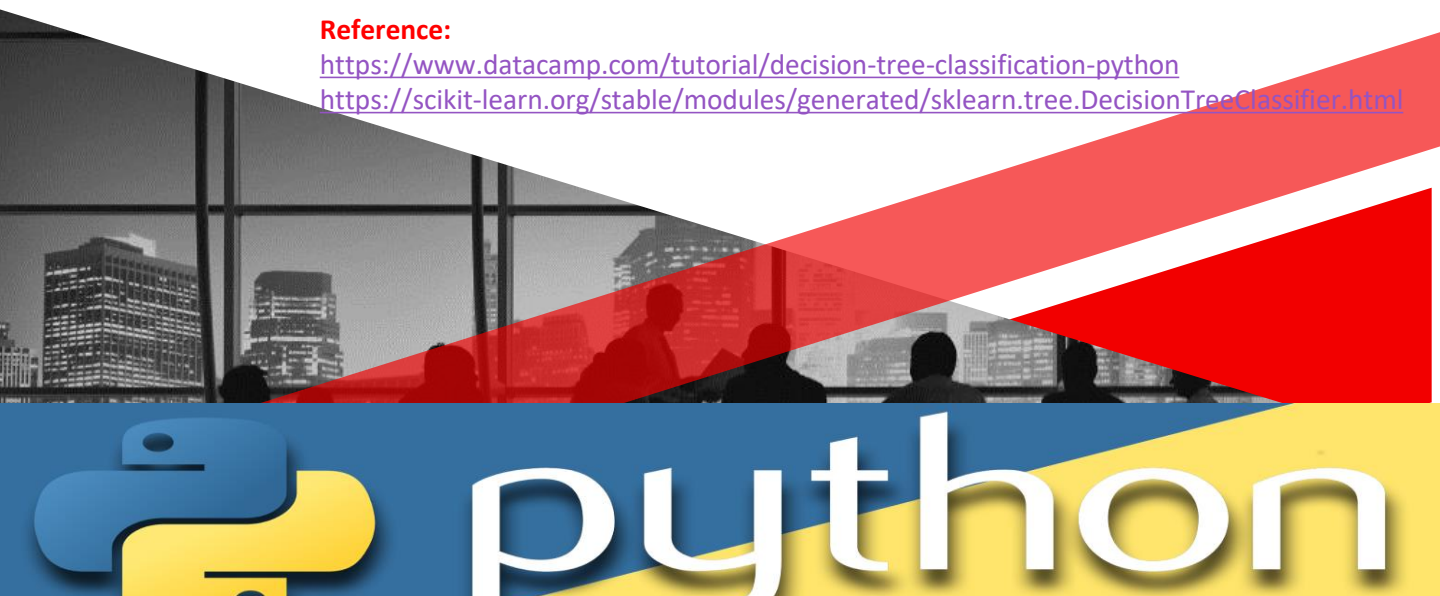 Reference:
https://www.datacamp.com/tutorial/decision-tree-classification-python
https://scikit-learn.org/stable/modules/generated/sklearn.tree.DecisionTreeClassifier.html
python